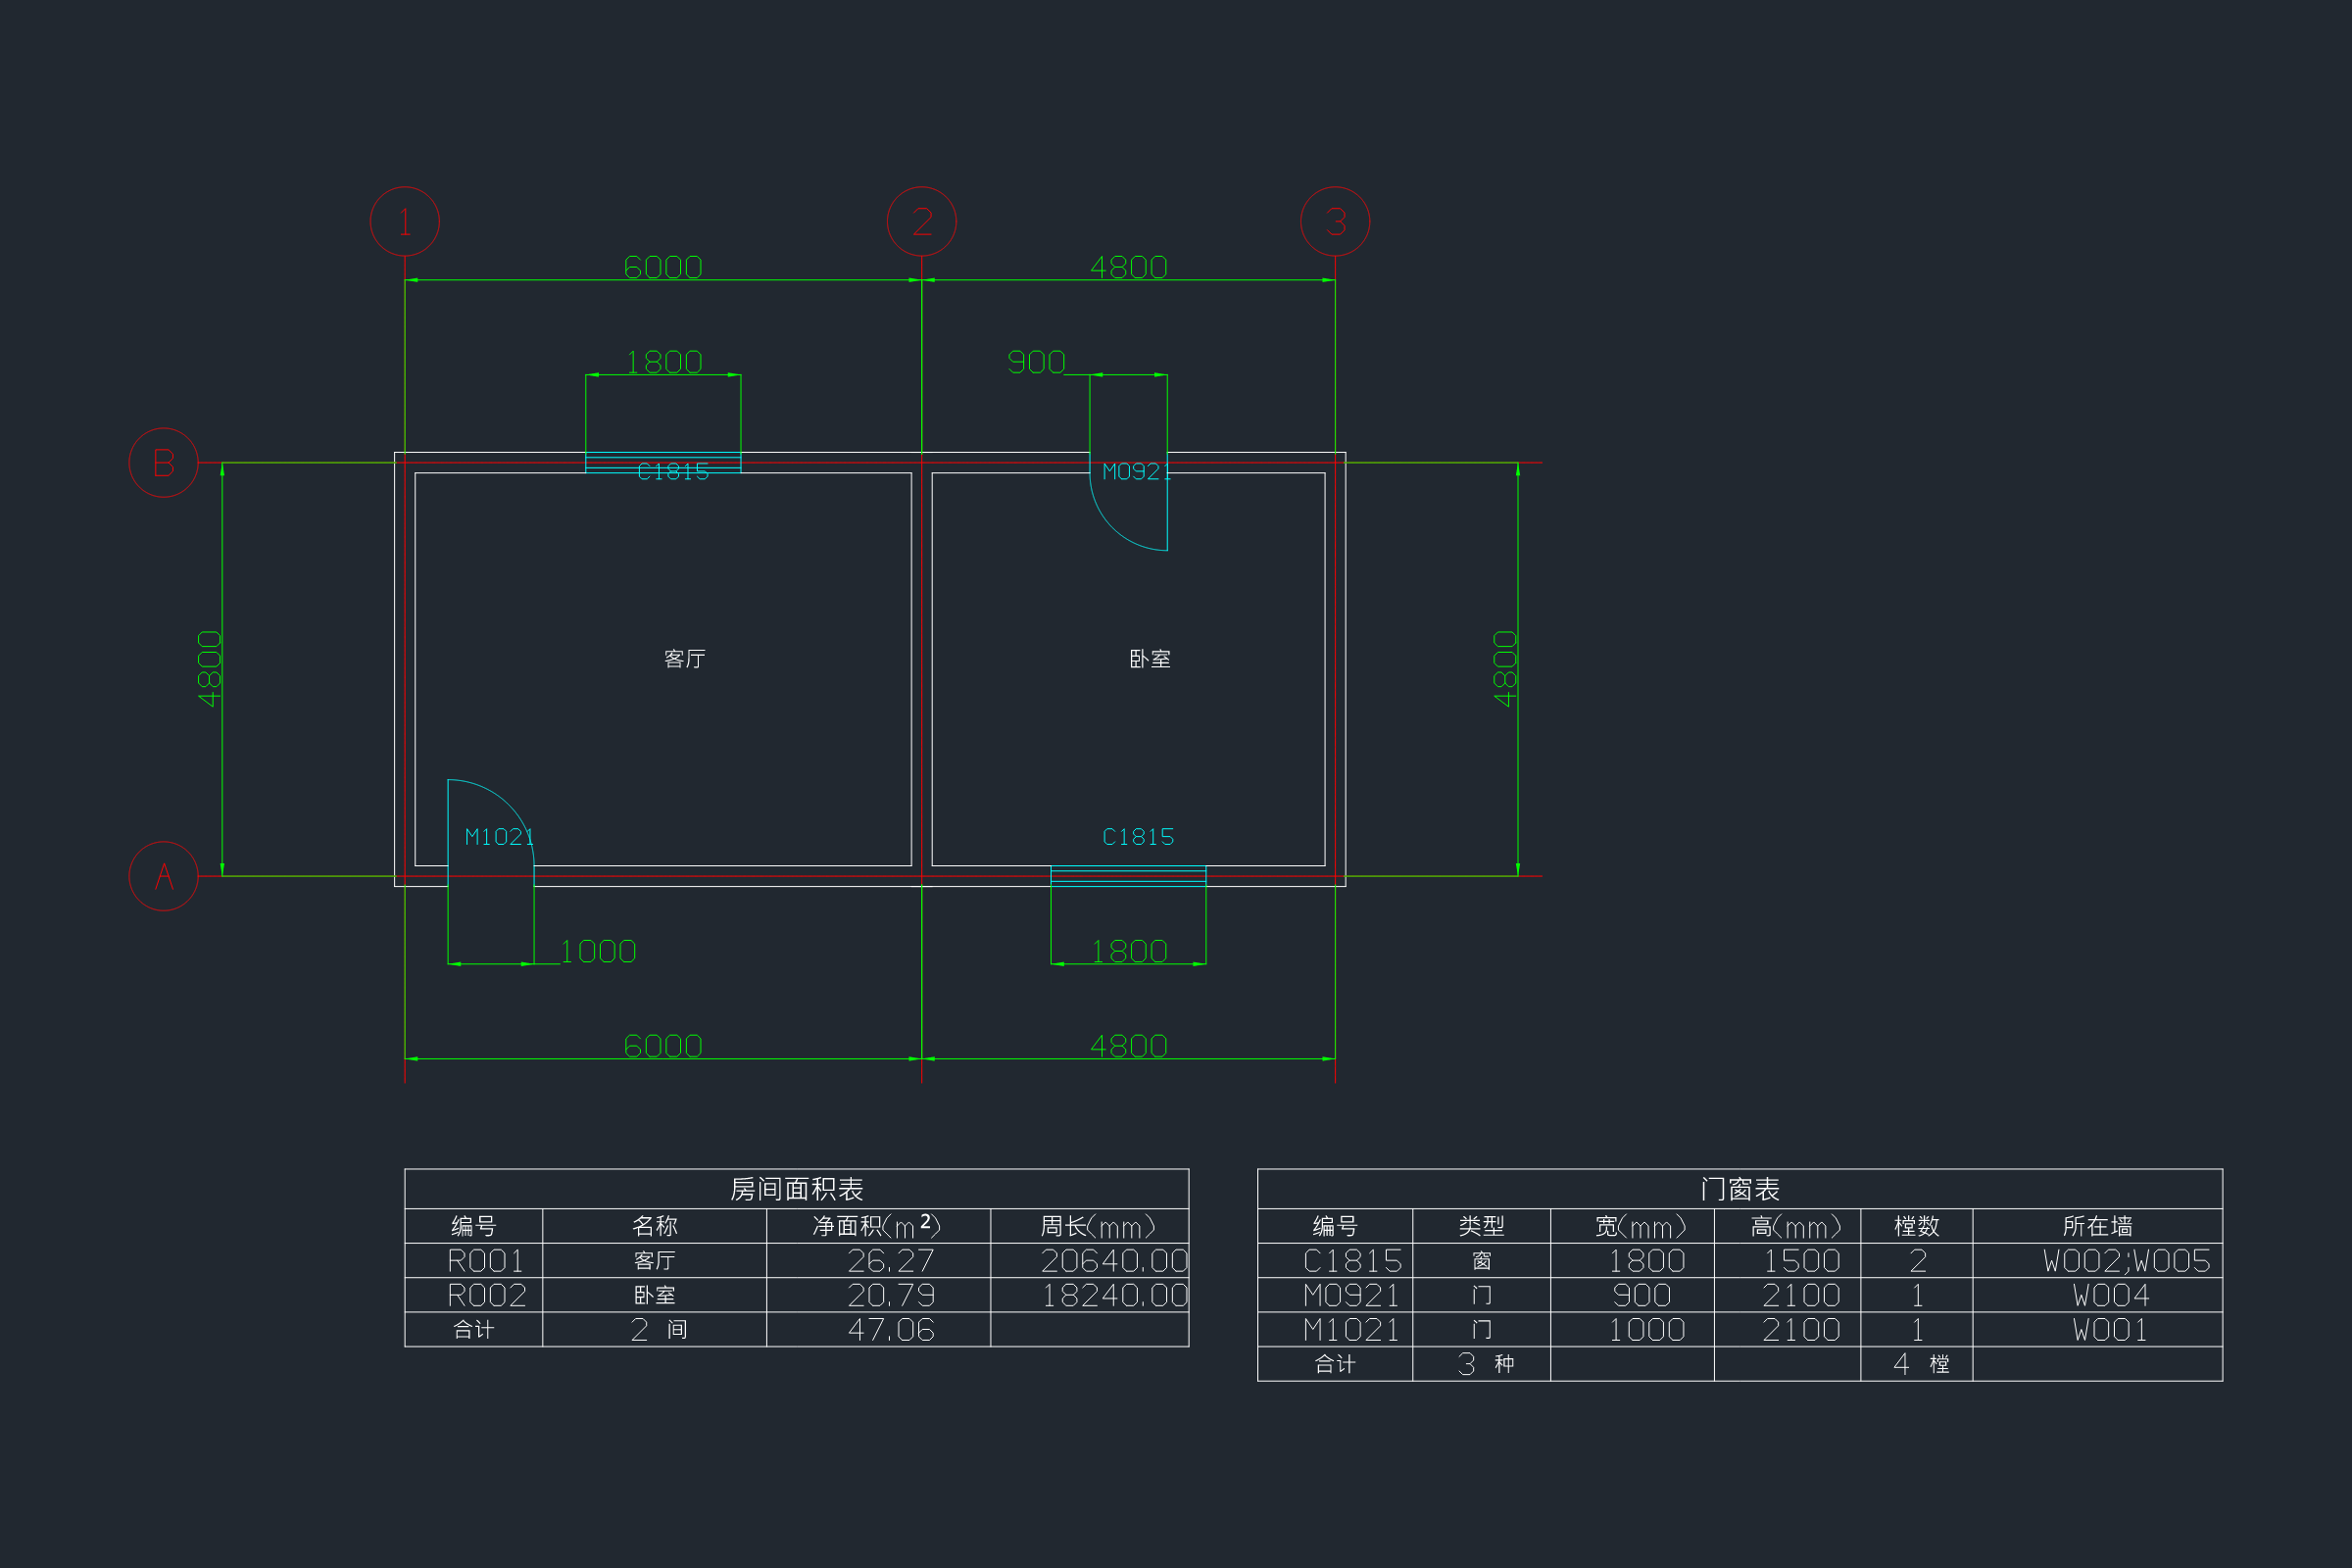 1 2 3
6000 4800
1800 900
B
C1815 M0921
4800 客厅 卧室 4800
M1021 C1815
A
1000 1800
6000 4800
房间面积表
编号 名称 净面积(m²) 周长(mm)
R001 客厅 26.27 20640.00
R002 卧室 20.79 18240.00
合计 2 间 47.06
门窗表
编号 类型 宽(mm) 高(mm) 樘数 所在墙
C1815 窗 1800 1500 2 W002;W005
M0921 门 900 2100 1 W004
M1021 门 1000 2100 1 W001
合计 3 种 4 樘